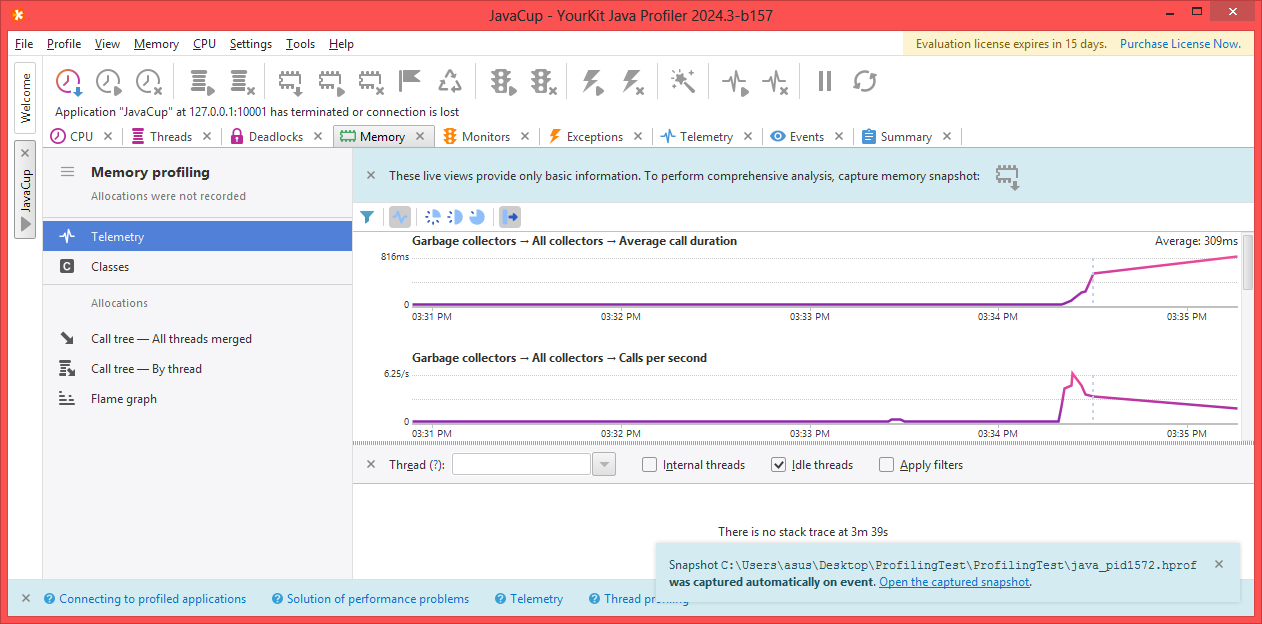 JavaCup - YourKit Java Profiler 2024.3-b157
File Profile View Memory CPU Settings Tools Help
Evaluation license expires in 15 days. Purchase License Now.
Welcome
JavaCup
Application "JavaCup" at 127.0.0.1:10001 has terminated or connection is lost
CPU Threads Deadlocks Memory Monitors Exceptions Telemetry Events Summary
Memory profiling
Allocations were not recorded
Telemetry
C Classes
Allocations
Call tree — All threads merged
Call tree — By thread
Flame graph
These live views provide only basic information. To perform comprehensive analysis, capture memory snapshot:
Garbage collectors → All collectors → Average call duration Average: 309ms
816ms
0
03:31 PM 03:32 PM 03:33 PM 03:34 PM 03:35 PM
Garbage collectors → All collectors → Calls per second
6.25/s
0
03:31 PM 03:32 PM 03:33 PM 03:34 PM 03:35 PM
Thread (?): Internal threads Idle threads Apply filters
There is no stack trace at 3m 39s
Snapshot C:\Users\asus\Desktop\ProfilingTest\ProfilingTest\java_pid1572.hprof
was captured automatically on event. Open the captured snapshot.
? Connecting to profiled applications ? Solution of performance problems ? Telemetry ? Thread profiling